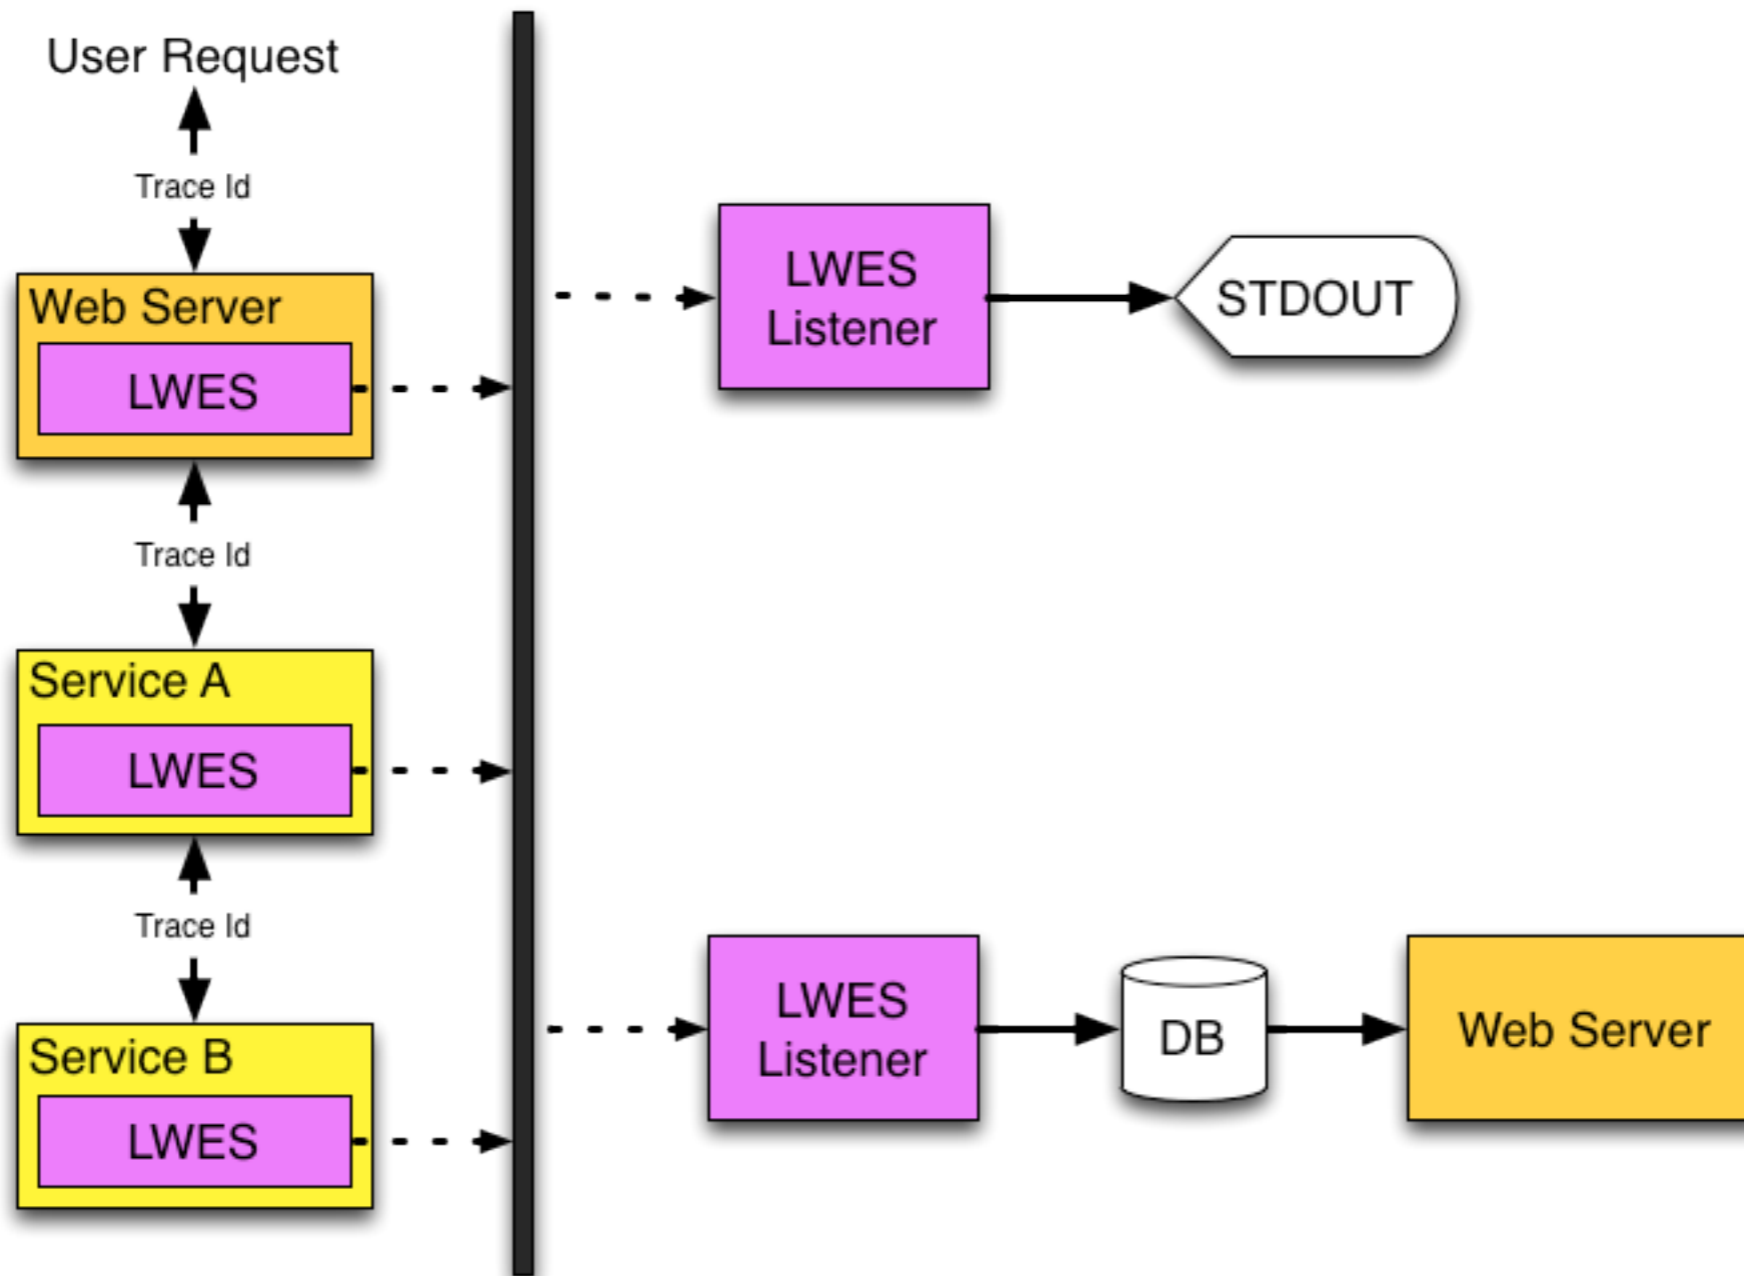 User Request
Trace Id
Web Server
LWES
Trace Id
Service A
LWES
Trace Id
Service B
LWES
LWES
Listener
STDOUT
LWES
Listener
DB
Web Server